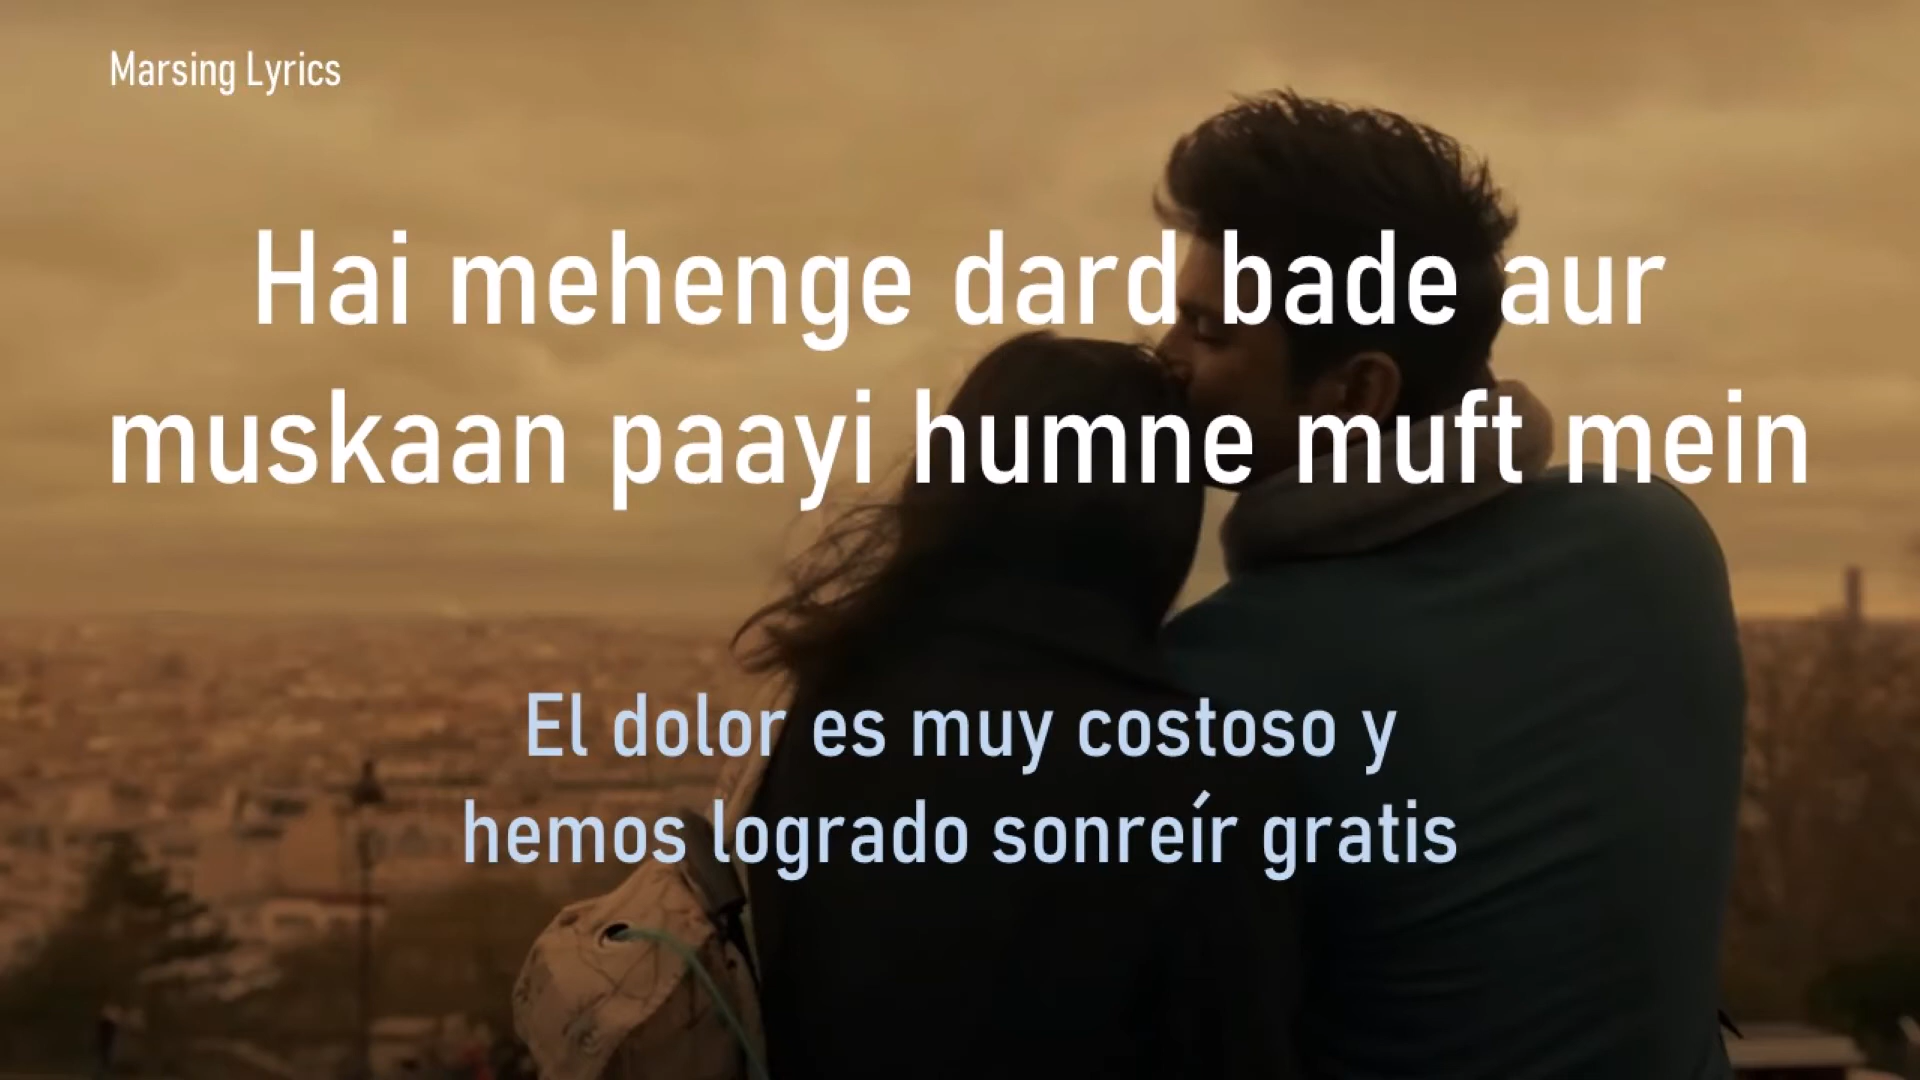 Marsing Lyrics
Hai mehenge dard bade aur
muskaan paayi humne muft mein
El dolor es muy costoso y
hemos logrado sonreír gratis